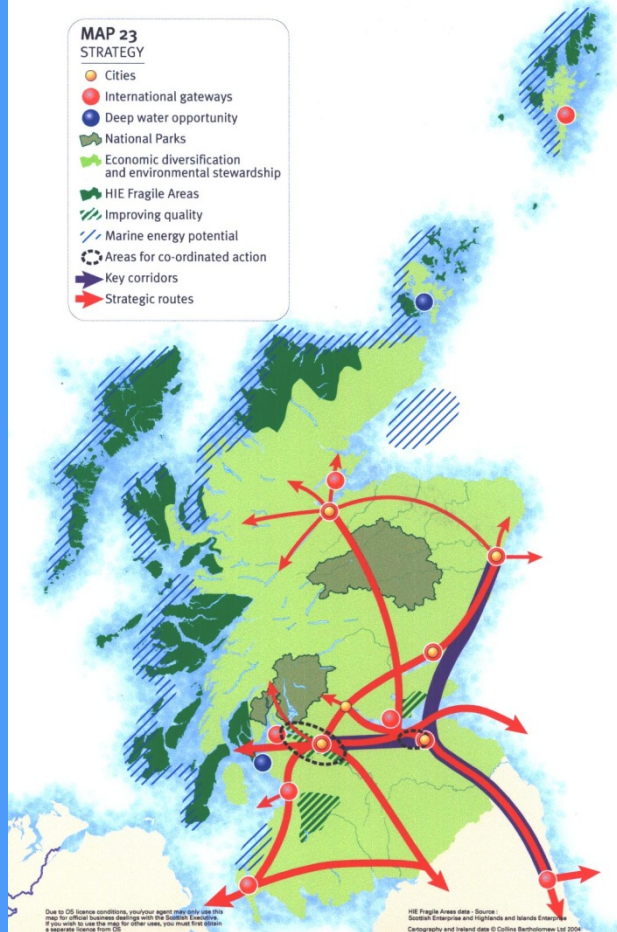 MAP 23
STRATEGY
Cities
International gateways
Deep water opportunity
National Parks
Economic diversification
and environmental stewardship
HIE Fragile Areas
Improving quality
Marine energy potential
Areas for co-ordinated action
Key corridors
Strategic routes
Due to OS licence conditions, you/your agent may only use this
map for official business dealings with the Scottish Executive.
If you wish to use the map for other uses, you must first obtain
a separate licence from OS
HIE Fragile Areas data - Source :
Scottish Enterprise and Highlands and Islands Enterprise
Cartography and Ireland data © Collins Bartholomew Ltd 2004